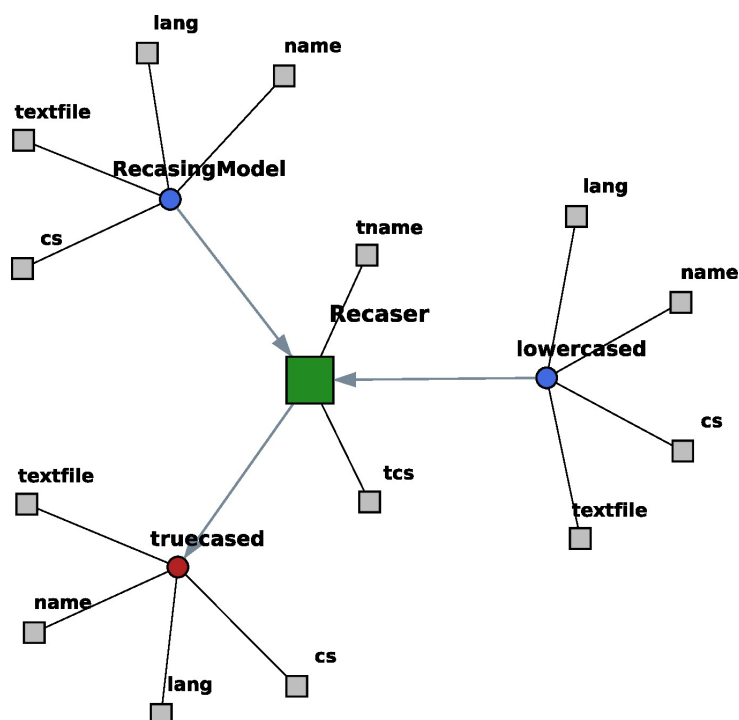 lang
name
textfile
RecasingModel
cs
lang
tname
name
Recaser
lowercased
cs
tcs
textfile
textfile
truecased
name
cs
lang